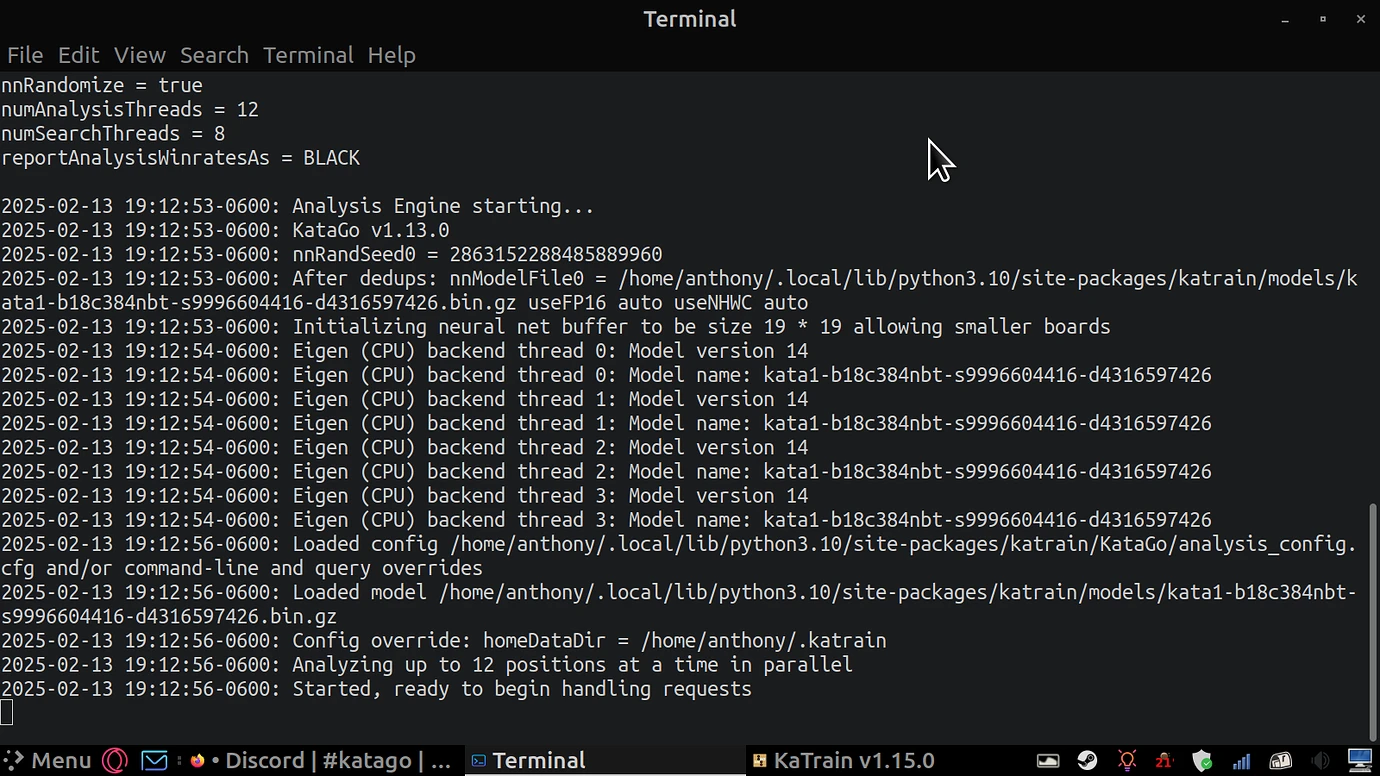 Terminal
File Edit View Search Terminal Help
nnRandomize = true
numAnalysisThreads = 12
numSearchThreads = 8
reportAnalysisWinratesAs = BLACK
2025-02-13 19:12:53-0600: Analysis Engine starting...
2025-02-13 19:12:53-0600: KataGo v1.13.0
2025-02-13 19:12:53-0600: nnRandSeed0 = 2863152288485889960
2025-02-13 19:12:53-0600: After dedups: nnModelFile0 = /home/anthony/.local/lib/python3.10/site-packages/katrain/models/k
ata1-b18c384nbt-s9996604416-d4316597426.bin.gz useFP16 auto useNHWC auto
2025-02-13 19:12:53-0600: Initializing neural net buffer to be size 19 * 19 allowing smaller boards
2025-02-13 19:12:54-0600: Eigen (CPU) backend thread 0: Model version 14
2025-02-13 19:12:54-0600: Eigen (CPU) backend thread 0: Model name: kata1-b18c384nbt-s9996604416-d4316597426
2025-02-13 19:12:54-0600: Eigen (CPU) backend thread 1: Model version 14
2025-02-13 19:12:54-0600: Eigen (CPU) backend thread 1: Model name: kata1-b18c384nbt-s9996604416-d4316597426
2025-02-13 19:12:54-0600: Eigen (CPU) backend thread 2: Model version 14
2025-02-13 19:12:54-0600: Eigen (CPU) backend thread 2: Model name: kata1-b18c384nbt-s9996604416-d4316597426
2025-02-13 19:12:54-0600: Eigen (CPU) backend thread 3: Model version 14
2025-02-13 19:12:54-0600: Eigen (CPU) backend thread 3: Model name: kata1-b18c384nbt-s9996604416-d4316597426
2025-02-13 19:12:56-0600: Loaded config /home/anthony/.local/lib/python3.10/site-packages/katrain/KataGo/analysis_config.
cfg and/or command-line and query overrides
2025-02-13 19:12:56-0600: Loaded model /home/anthony/.local/lib/python3.10/site-packages/katrain/models/kata1-b18c384nbt-
s9996604416-d4316597426.bin.gz
2025-02-13 19:12:56-0600: Config override: homeDataDir = /home/anthony/.katrain
2025-02-13 19:12:56-0600: Analyzing up to 12 positions at a time in parallel
2025-02-13 19:12:56-0600: Started, ready to begin handling requests
Menu • Discord | #katago | ... Terminal KaTrain v1.15.0